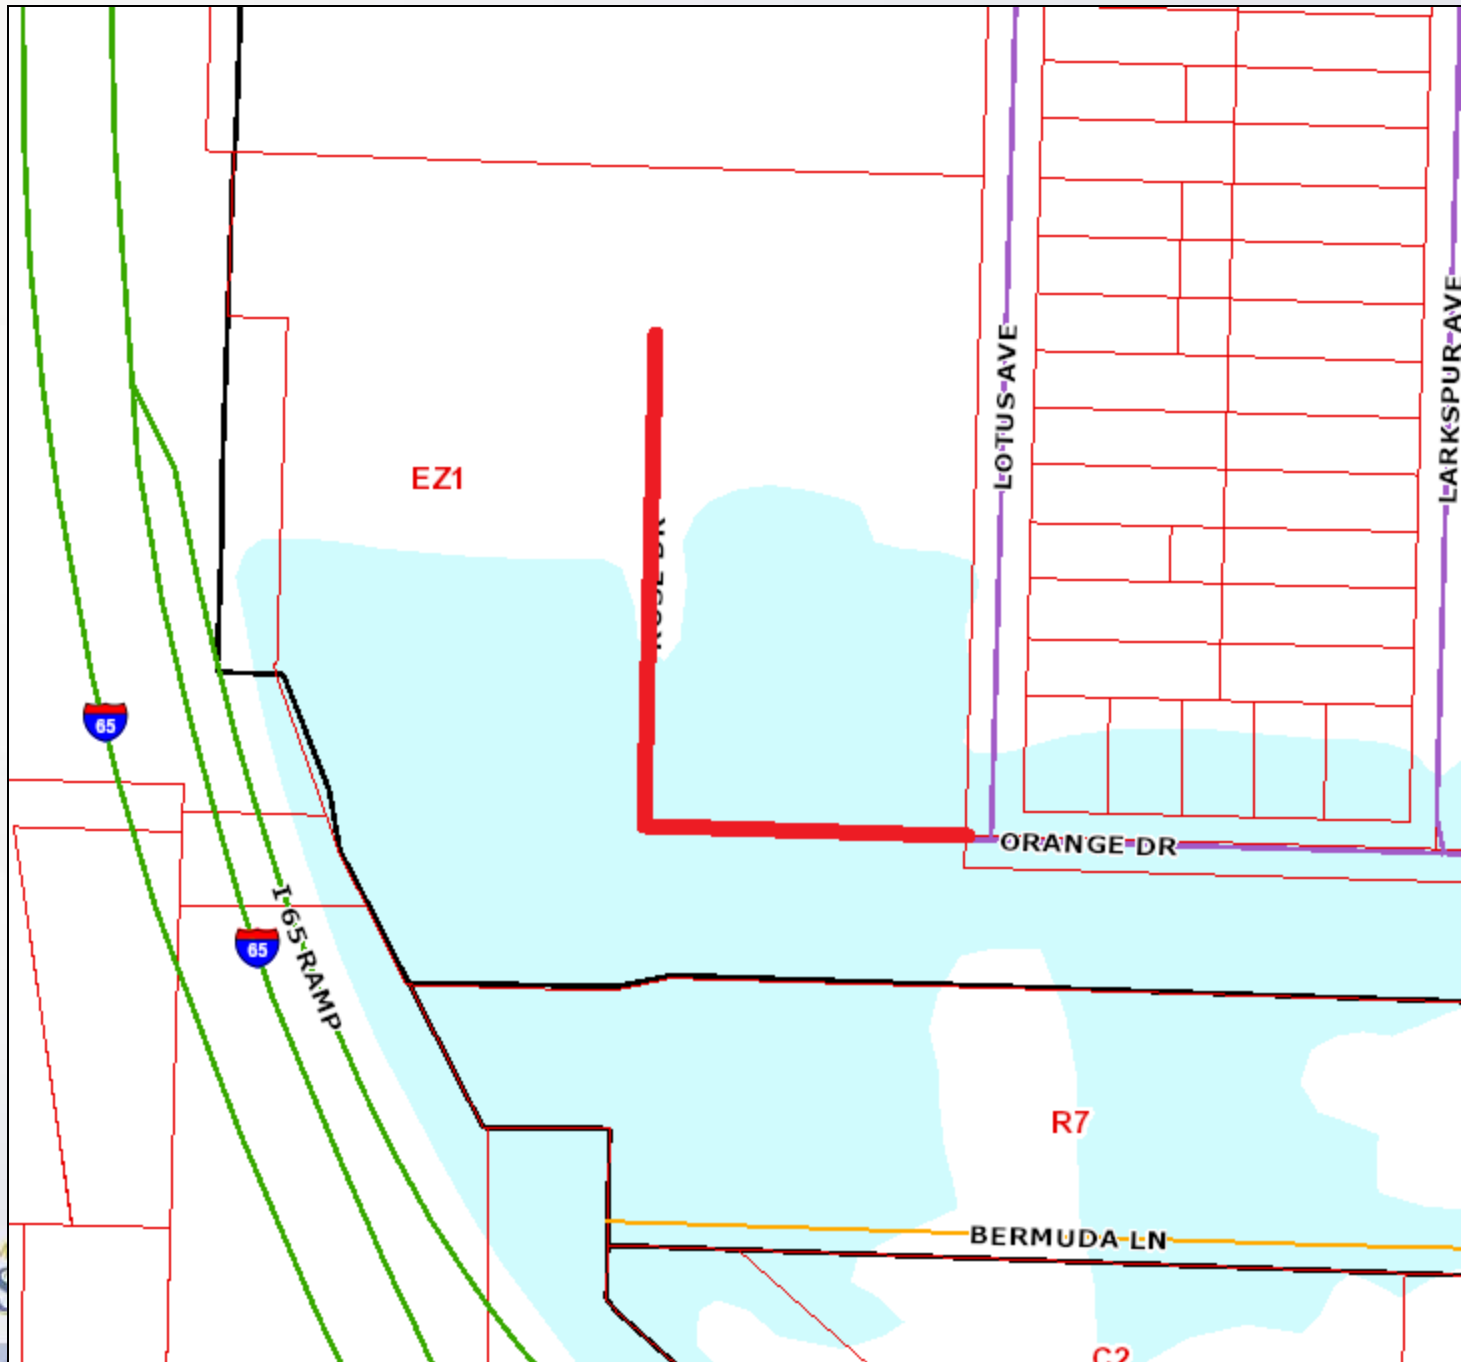 LOTUS AVE
LARKSPUR AVE
EZ1
65
ORANGE DR
65
I 65 RAMP
R7
BERMUDA LN
C2